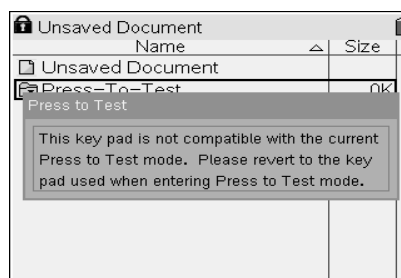 Unsaved Document
Name Size
Unsaved Document
Press-To-Test 0K
Press to Test
This key pad is not compatible with the current
Press to Test mode. Please revert to the key
pad used when entering Press to Test mode.